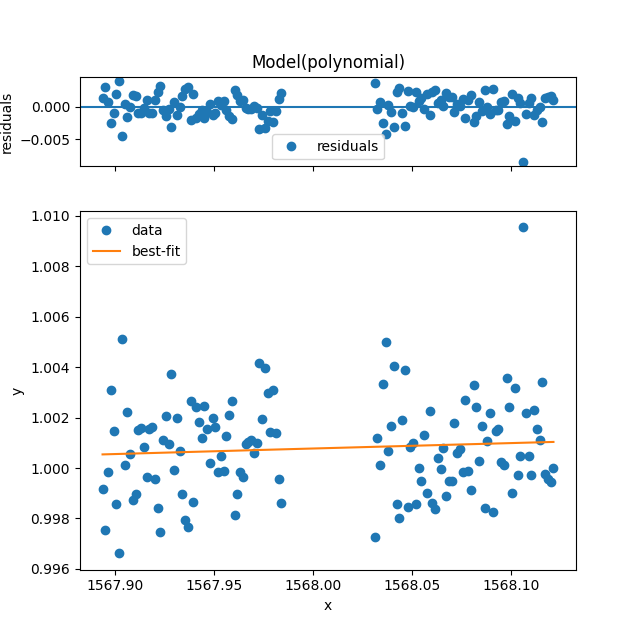 Model(polynomial)
residuals
0.000
−0.005
residuals
1.010
1.008
1.006
1.004
1.002
1.000
0.998
0.996
y
data
best-fit
1567.90 1567.95 1568.00 1568.05 1568.10
x